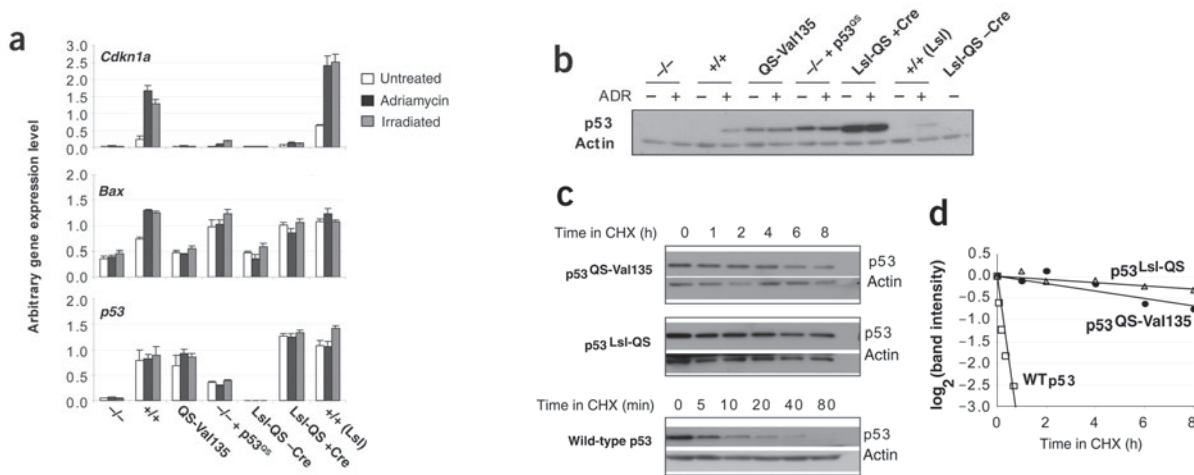 a
Cdkn1a
3.0
2.5
2.0
1.5
1.0
0.5
0.0
Untreated
Adriamycin
Irradiated
Arbitrary gene expression level
Bax
2.0
1.5
1.0
0.5
0.0
p53
2.0
1.5
1.0
0.5
0.0
–/–
+/+
QS-Val135
–/– + p53QS
Lsl-QS –Cre
Lsl-QS +Cre
+/+ (Lsl)
b
–/–
+/+
QS-Val135
–/– + p53QS
Lsl-QS +Cre
+/+ (Lsl)
Lsl-QS –Cre
ADR – + – + – + – + – + – + –
p53
Actin
c
Time in CHX (h) 0 1 2 4 6 8
p53QS-Val135
p53
Actin
p53Lsl-QS
p53
Actin
Time in CHX (min) 0 5 10 20 40 80
Wild-type p53
p53
Actin
d
0.5
0.0
–0.5
–1.0
–1.5
–2.0
–2.5
–3.0
log2(band intensity)
p53Lsl-QS
p53QS-Val135
WTp53
0 2 4 6 8
Time in CHX (h)